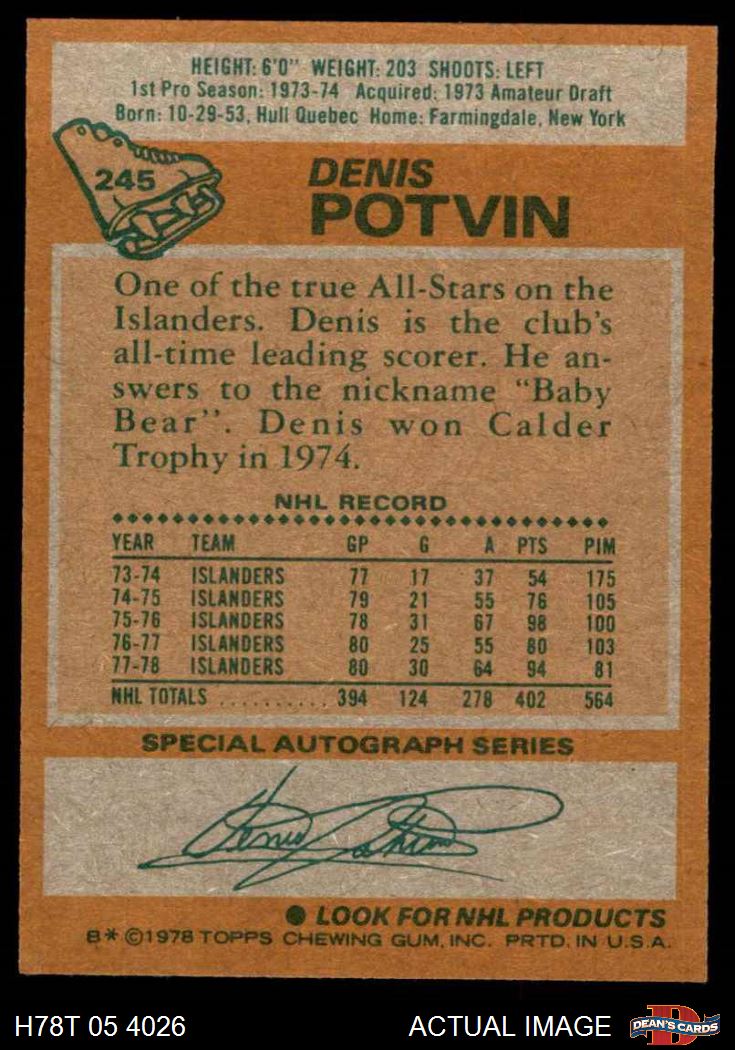 HEIGHT: 6'0" WEIGHT: 203 SHOOTS: LEFT
1st Pro Season: 1973-74 Acquired: 1973 Amateur Draft
Born: 10-29-53, Hull Quebec Home: Farmingdale, New York
245
DENIS
POTVIN
One of the true All-Stars on the
Islanders. Denis is the club's
all-time leading scorer. He an-
swers to the nickname "Baby
Bear". Denis won Calder
Trophy in 1974.
NHL RECORD
YEAR TEAM GP G A PTS PIM
73-74 ISLANDERS 77 17 37 54 175
74-75 ISLANDERS 79 21 55 76 105
75-76 ISLANDERS 78 31 67 98 100
76-77 ISLANDERS 80 25 55 80 103
77-78 ISLANDERS 80 30 64 94 81
NHL TOTALS .......... 394 124 278 402 564
SPECIAL AUTOGRAPH SERIES
Denis Potvin
● LOOK FOR NHL PRODUCTS
B* ©1978 TOPPS CHEWING GUM, INC. PRTD. IN U.S.A.
H78T 05 4026 ACTUAL IMAGE D DEAN'S CARDS